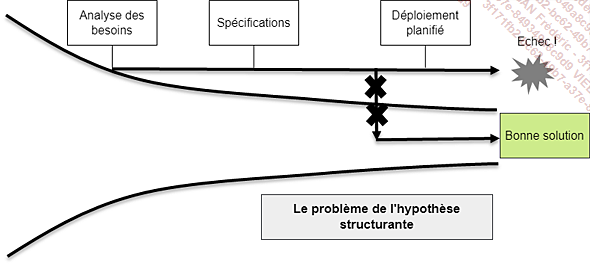 Analyse des
besoins
Spécifications
Déploiement
planifié
Echec !
Bonne solution
Le problème de l'hypothèse
structurante